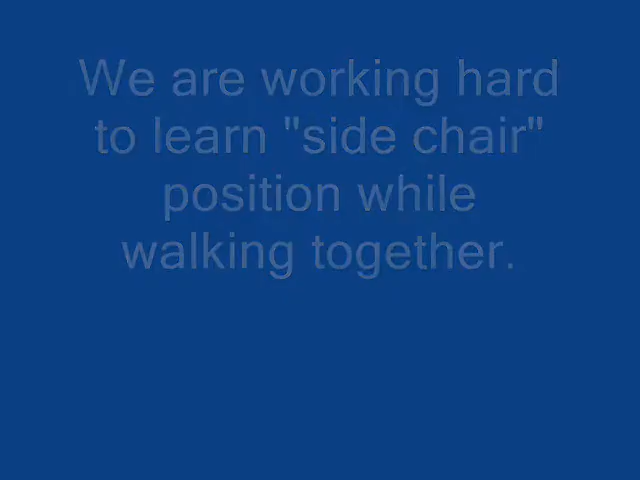 We are working hard
to learn "side chair"
position while
walking together.